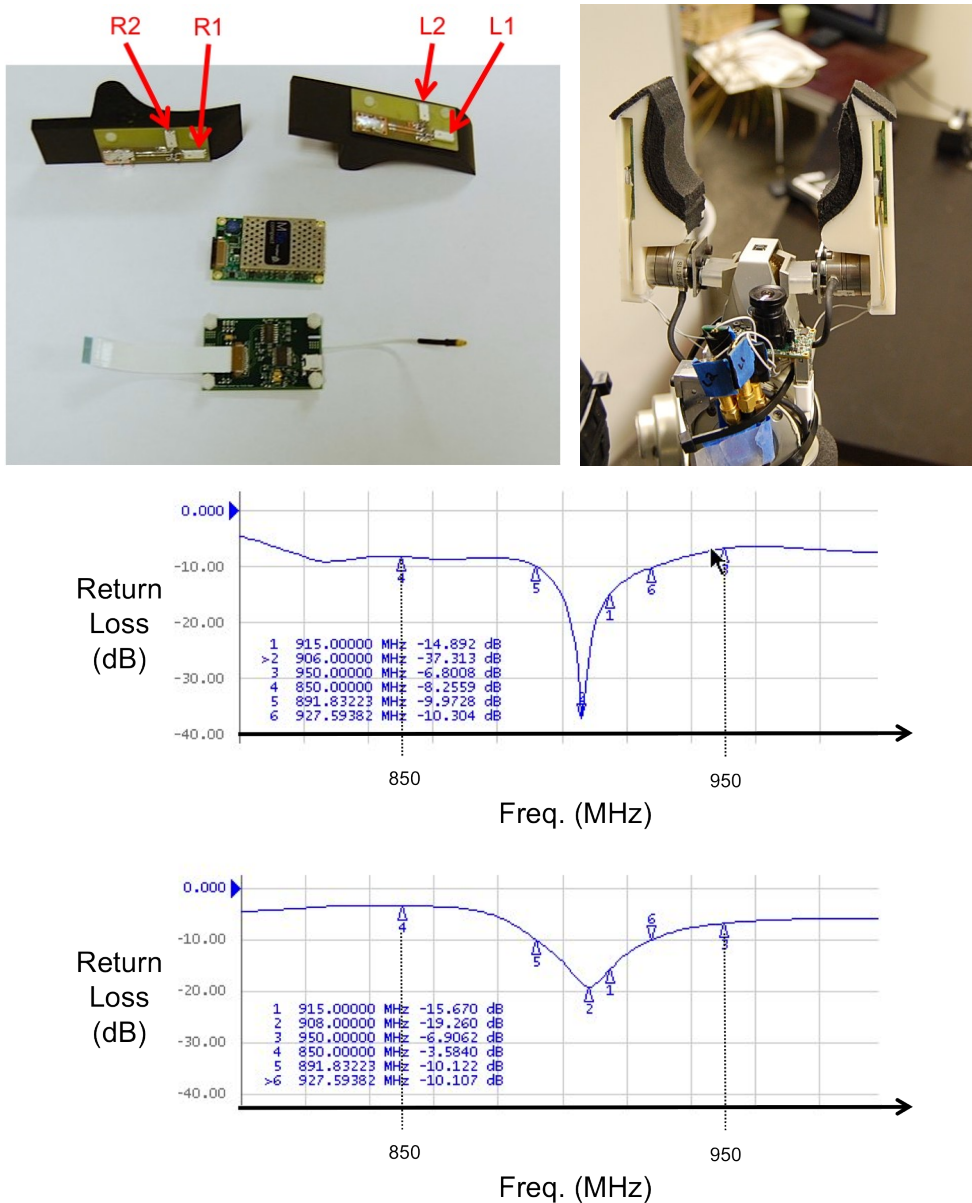 R2
R1
L2
L1
0.000
-10.00
-20.00
-30.00
-40.00
Return
Loss
(dB)
1 915.00000 MHz -14.892 dB
>2 906.00000 MHz -37.313 dB
3 950.00000 MHz -6.8008 dB
4 850.00000 MHz -8.2559 dB
5 891.83223 MHz -9.9728 dB
6 927.59382 MHz -10.304 dB
4
5
1
6
850
950
Freq. (MHz)
0.000
-10.00
-20.00
-30.00
-40.00
Return
Loss
(dB)
1 915.00000 MHz -15.670 dB
2 908.00000 MHz -19.260 dB
3 950.00000 MHz -6.9062 dB
4 850.00000 MHz -3.5840 dB
5 891.83223 MHz -10.122 dB
>6 927.59382 MHz -10.107 dB
4
5
2
1
6
3
850
950
Freq. (MHz)